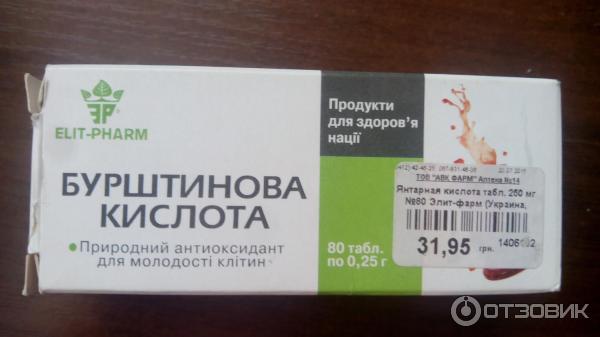 ELIT-PHARM
БУРШТИНОВА
КИСЛОТА
Природний антиоксидант
для молодості клітин
Продукти
для здоров'я
нації
80 табл.
по 0,25 г
ТОВ "АВК ФАРМ" Аптека №14
Янтарная кислота табл. 250 мг
№80 Элит-фарм (Украина,
31,95 грн.
ОТЗОВИК